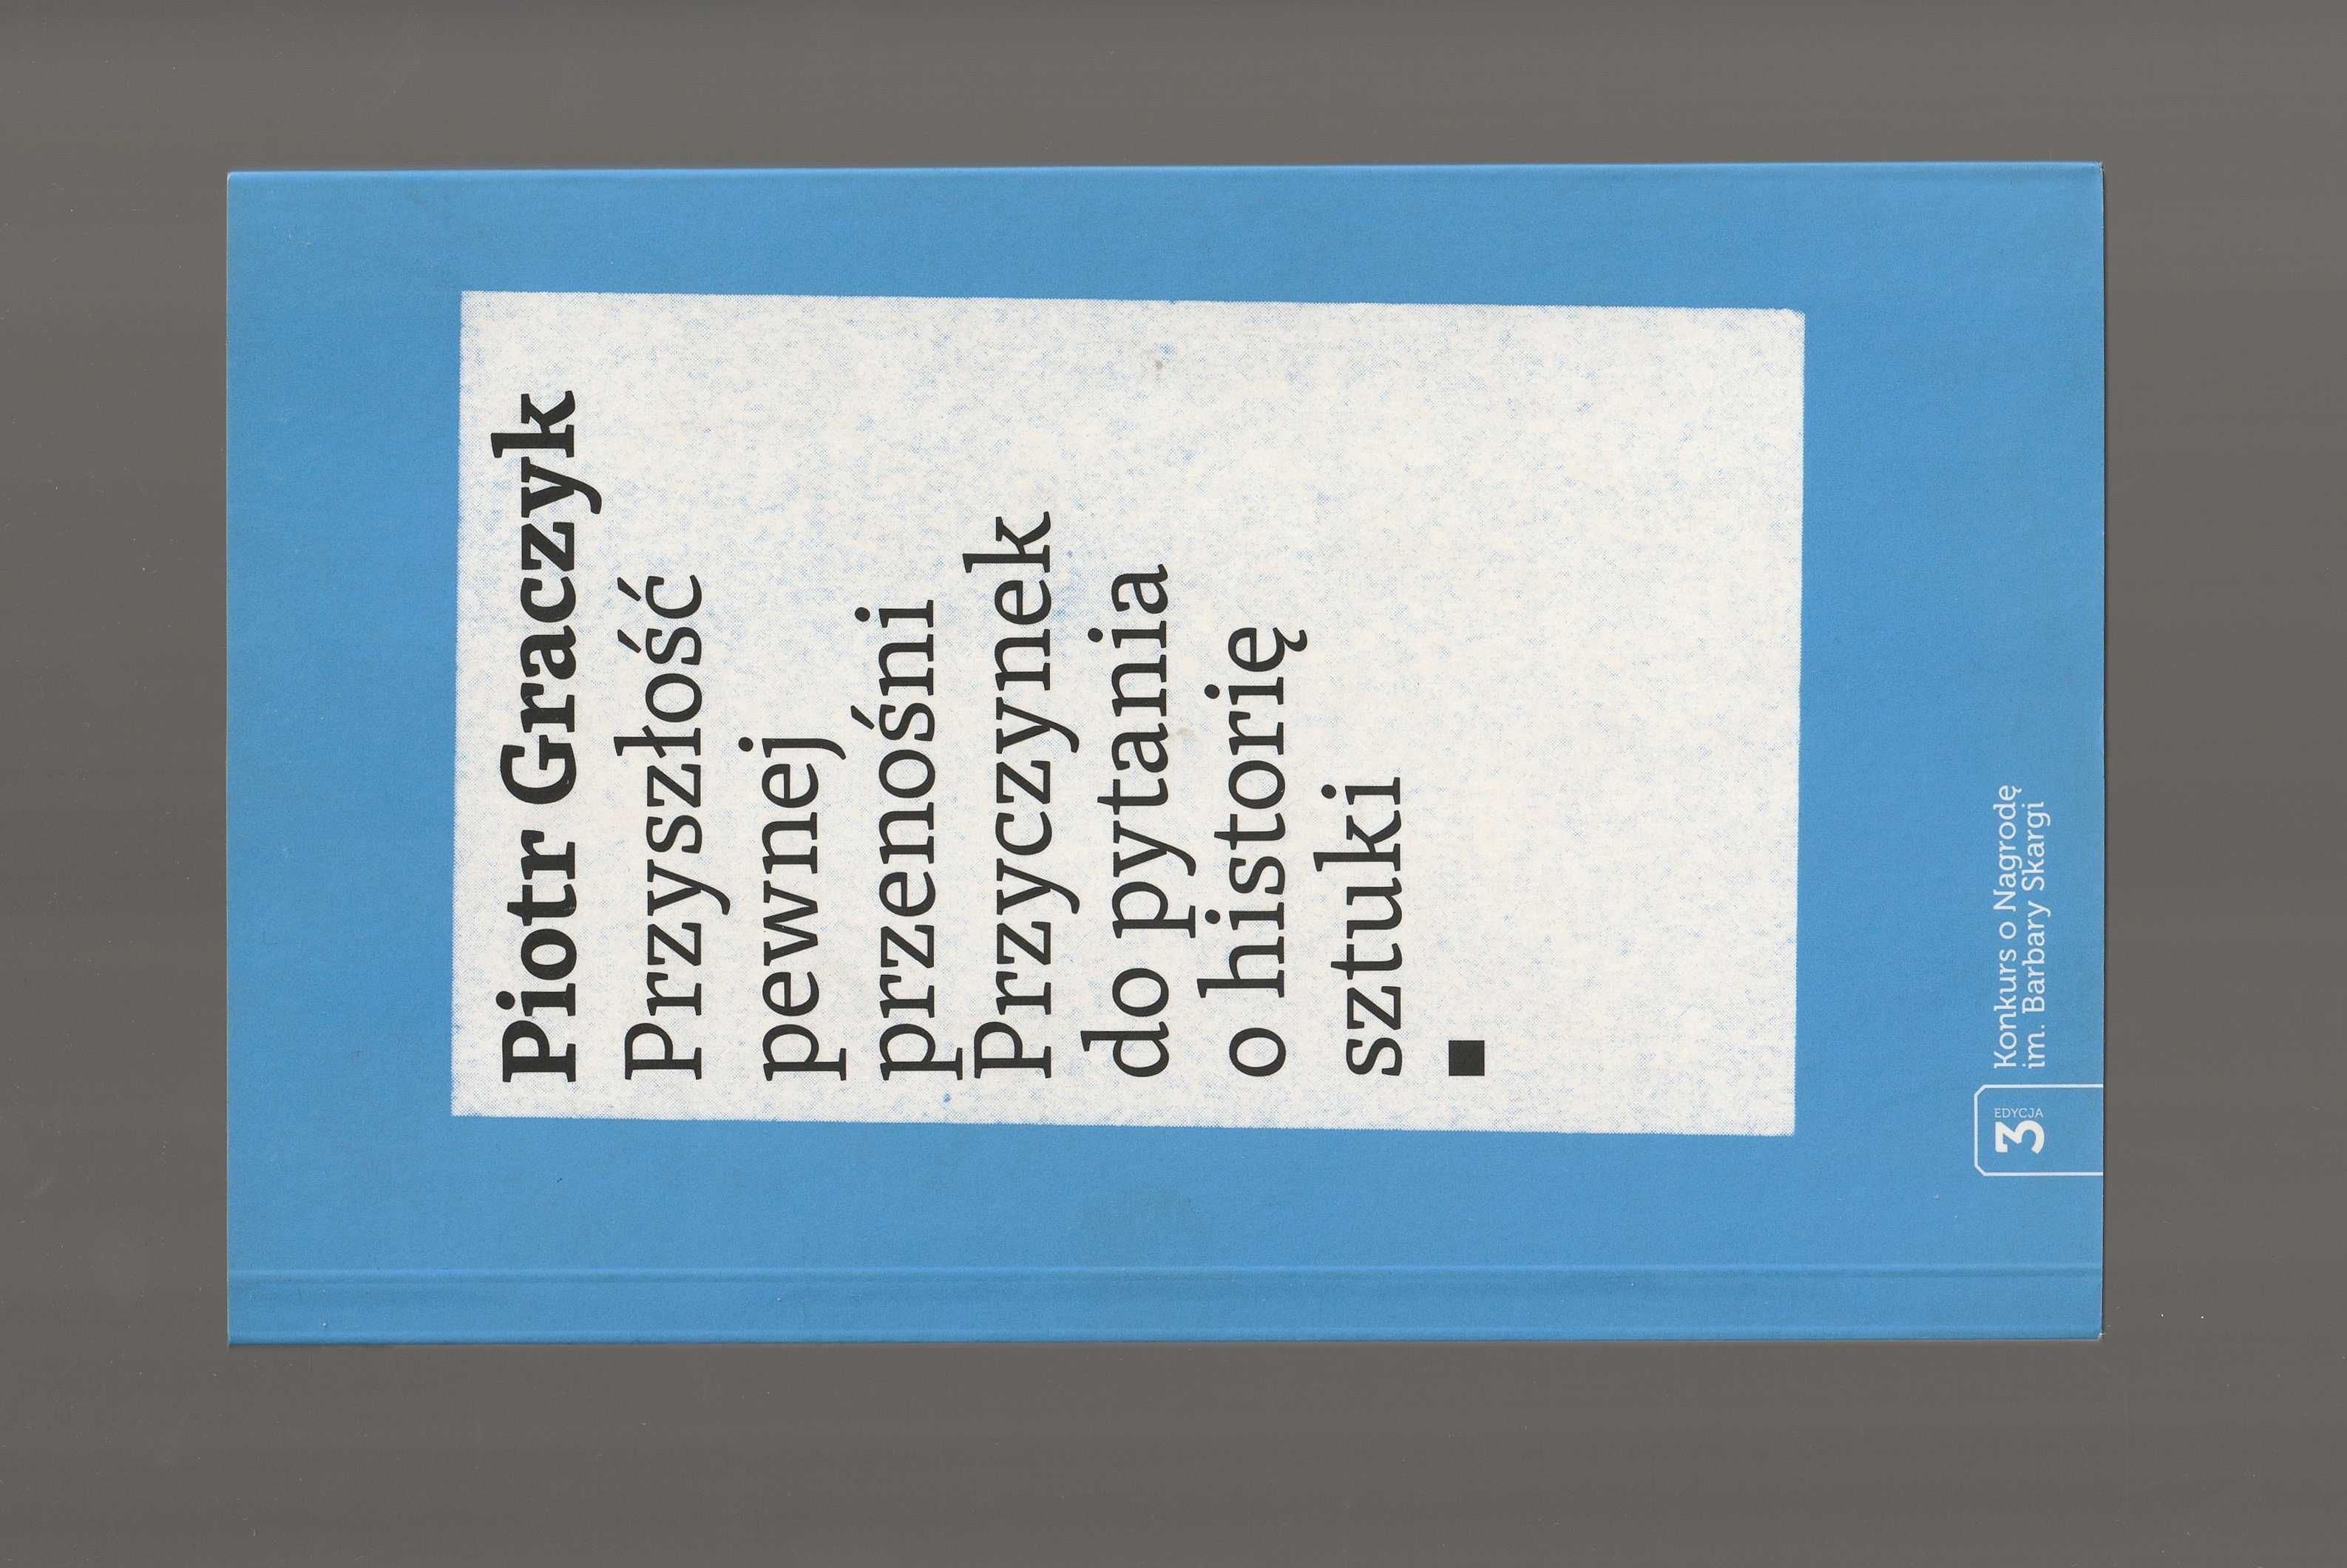 Piotr Graczyk
Przyszłość
pewnej
przenośni
Przyczynek
do pytania
o historię
sztuki
EDYCJA
3
Konkurs o Nagrodę
im. Barbary Skargi